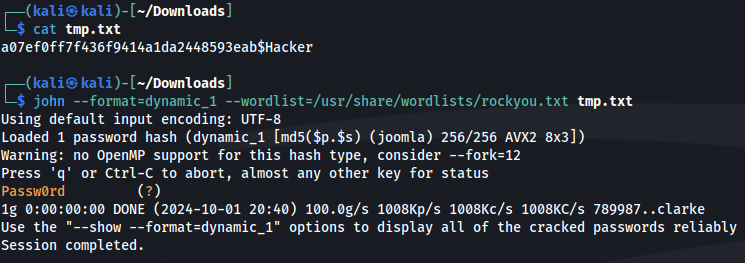 ┌──(kali㉿kali)-[~/Downloads]
└─$ cat tmp.txt
a07ef0ff7f436f9414a1da2448593eab$Hacker
┌──(kali㉿kali)-[~/Downloads]
└─$ john --format=dynamic_1 --wordlist=/usr/share/wordlists/rockyou.txt tmp.txt
Using default input encoding: UTF-8
Loaded 1 password hash (dynamic_1 [md5($p.$s) (joomla) 256/256 AVX2 8x3])
Warning: no OpenMP support for this hash type, consider --fork=12
Press 'q' or Ctrl-C to abort, almost any other key for status
Passw0rd         (?)
1g 0:00:00:00 DONE (2024-10-01 20:40) 100.0g/s 1008Kp/s 1008Kc/s 1008KC/s 789987..clarke
Use the "--show --format=dynamic_1" options to display all of the cracked passwords reliably
Session completed.